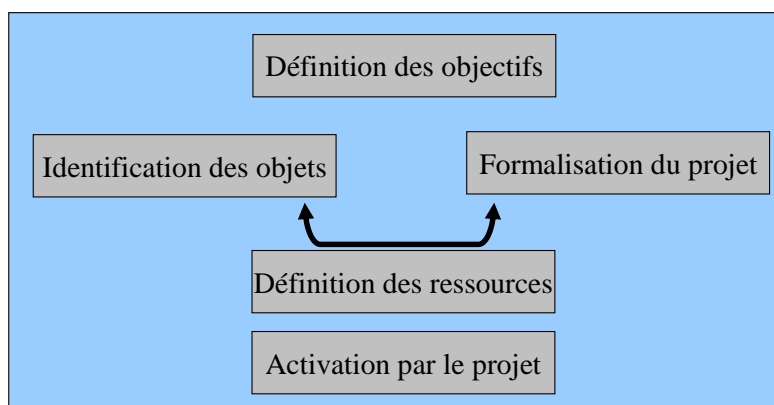 Définition des objectifs
Identification des objets
Formalisation du projet
Définition des ressources
Activation par le projet